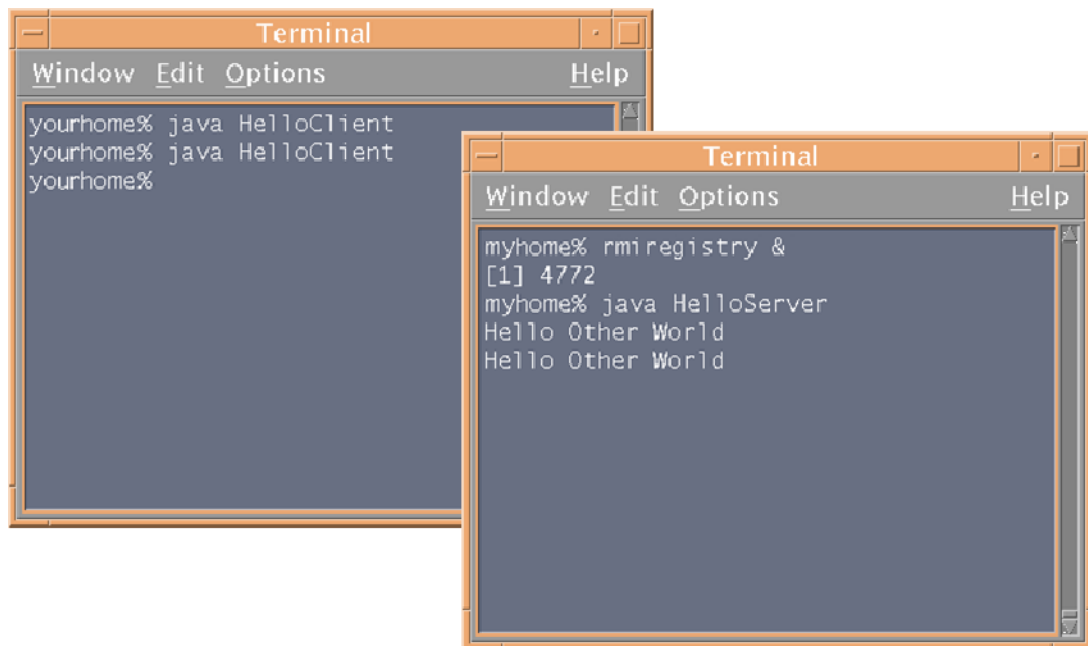 Terminal
Window Edit Options Help
yourhome% java HelloClient
yourhome% java HelloClient
yourhome%
Terminal
Window Edit Options Help
myhome% rmiregistry &
[1] 4772
myhome% java HelloServer
Hello Other World
Hello Other World